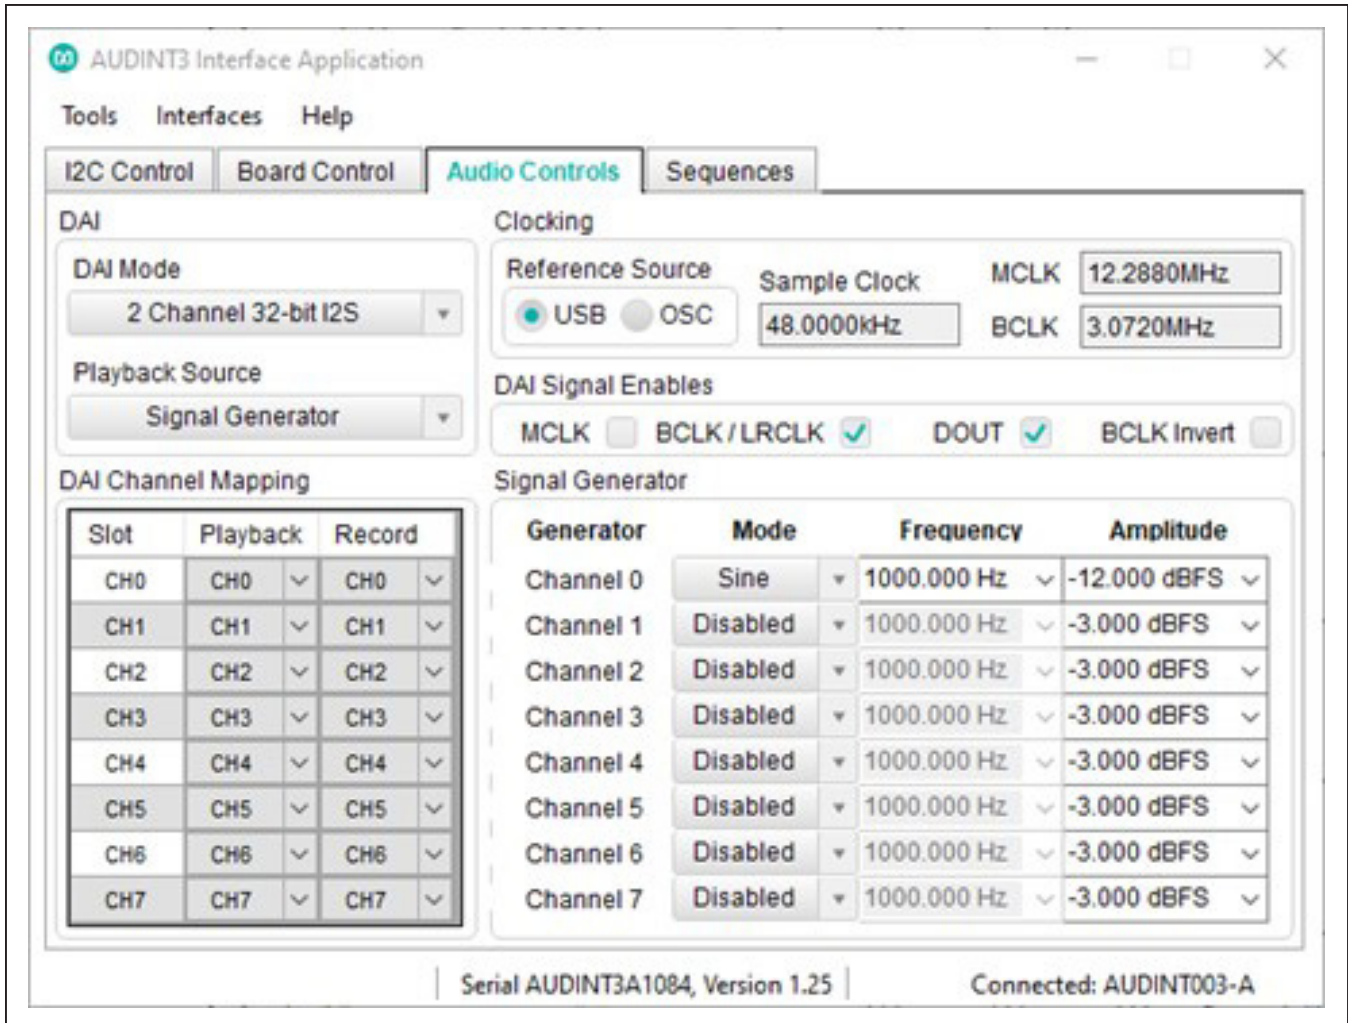 AUDINT3 Interface Application
Tools Interfaces Help
I2C Control Board Control Audio Controls Sequences
DAI
DAI Mode
2 Channel 32-bit I2S
Playback Source
Signal Generator
Clocking
Reference Source
USB OSC
Sample Clock
48.0000kHz
MCLK 12.2880MHz
BCLK 3.0720MHz
DAI Signal Enables
MCLK BCLK / LRCLK DOUT BCLK Invert
DAI Channel Mapping
Slot Playback Record
CH0 CH0 CH0
CH1 CH1 CH1
CH2 CH2 CH2
CH3 CH3 CH3
CH4 CH4 CH4
CH5 CH5 CH5
CH6 CH6 CH6
CH7 CH7 CH7
Signal Generator
Generator Mode Frequency Amplitude
Channel 0 Sine 1000.000 Hz -12.000 dBFS
Channel 1 Disabled 1000.000 Hz -3.000 dBFS
Channel 2 Disabled 1000.000 Hz -3.000 dBFS
Channel 3 Disabled 1000.000 Hz -3.000 dBFS
Channel 4 Disabled 1000.000 Hz -3.000 dBFS
Channel 5 Disabled 1000.000 Hz -3.000 dBFS
Channel 6 Disabled 1000.000 Hz -3.000 dBFS
Channel 7 Disabled 1000.000 Hz -3.000 dBFS
Serial AUDINT3A1084, Version 1.25
Connected: AUDINT003-A